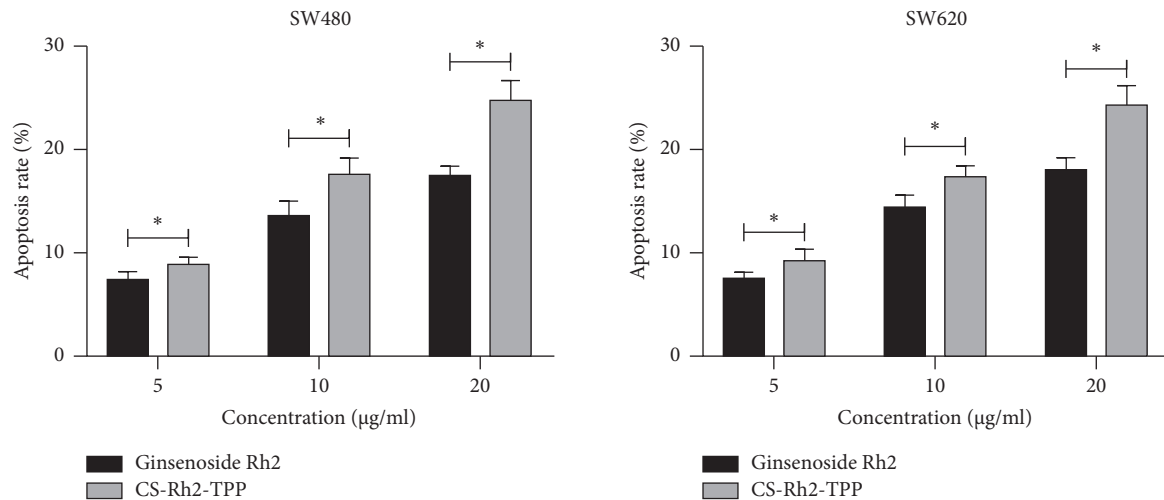 SW480
Apoptosis rate (%)
30
20
10
0
*
*
*
5
10
20
Concentration (μg/ml)
Ginsenoside Rh2
CS-Rh2-TPP
SW620
Apoptosis rate (%)
30
20
10
0
*
*
*
5
10
20
Concentration (μg/ml)
Ginsenoside Rh2
CS-Rh2-TPP